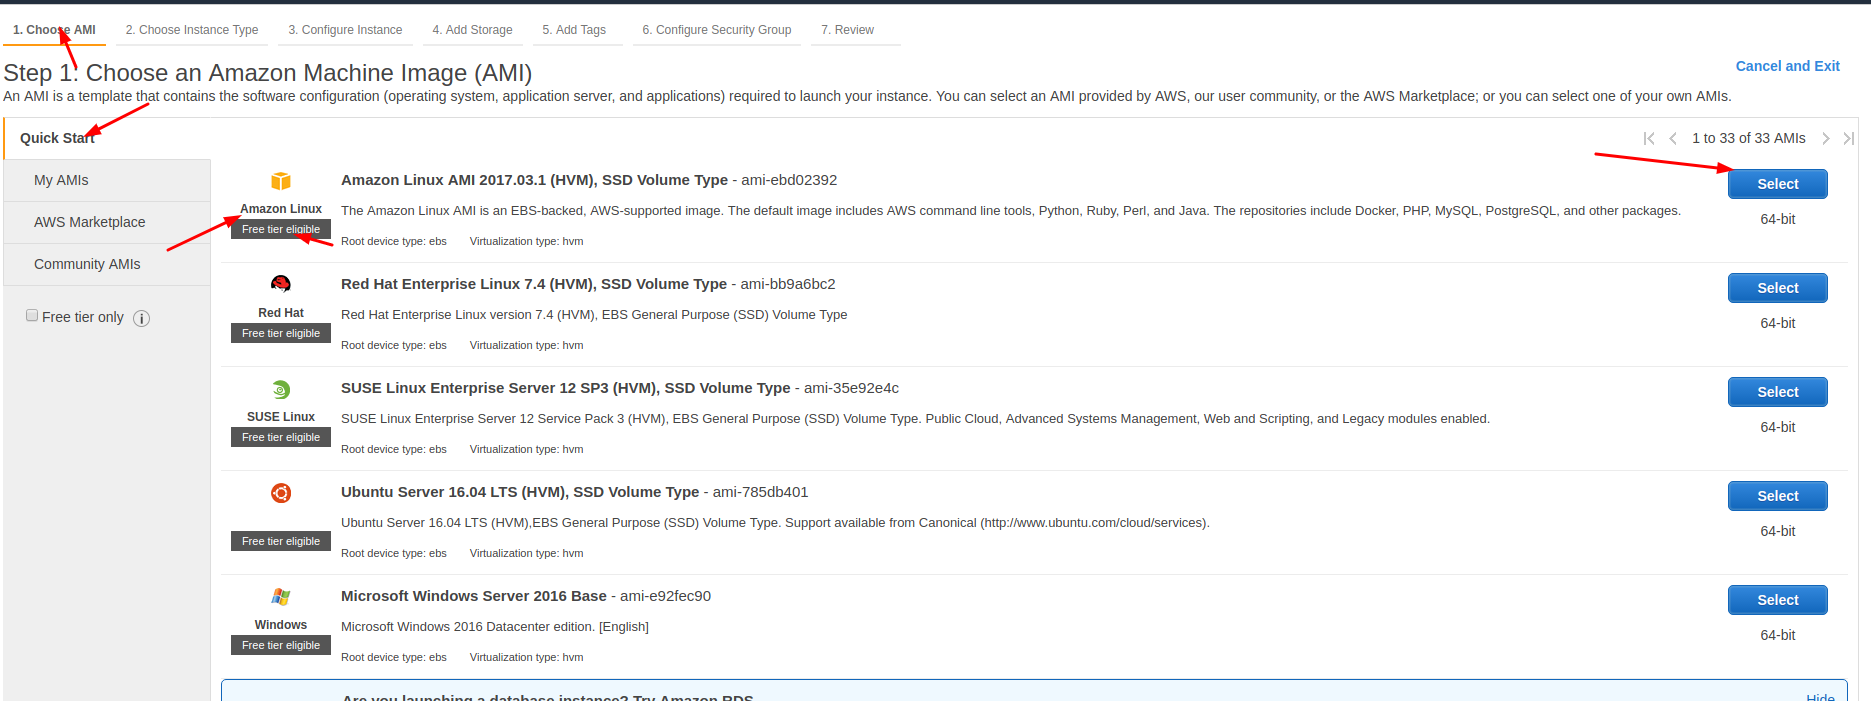 1. Choose AMI 2. Choose Instance Type 3. Configure Instance 4. Add Storage 5. Add Tags 6. Configure Security Group 7. Review
Step 1: Choose an Amazon Machine Image (AMI)
Cancel and Exit
An AMI is a template that contains the software configuration (operating system, application server, and applications) required to launch your instance. You can select an AMI provided by AWS, our user community, or the AWS Marketplace; or you can select one of your own AMIs.
Quick Start
1 to 33 of 33 AMIs
My AMIs
AWS Marketplace
Community AMIs
Free tier only
Amazon Linux
Free tier eligible
Amazon Linux AMI 2017.03.1 (HVM), SSD Volume Type - ami-ebd02392
The Amazon Linux AMI is an EBS-backed, AWS-supported image. The default image includes AWS command line tools, Python, Ruby, Perl, and Java. The repositories include Docker, PHP, MySQL, PostgreSQL, and other packages.
Root device type: ebs Virtualization type: hvm
Select
64-bit
Red Hat
Free tier eligible
Red Hat Enterprise Linux 7.4 (HVM), SSD Volume Type - ami-bb9a6bc2
Red Hat Enterprise Linux version 7.4 (HVM), EBS General Purpose (SSD) Volume Type
Root device type: ebs Virtualization type: hvm
Select
64-bit
SUSE Linux
Free tier eligible
SUSE Linux Enterprise Server 12 SP3 (HVM), SSD Volume Type - ami-35e92e4c
SUSE Linux Enterprise Server 12 Service Pack 3 (HVM), EBS General Purpose (SSD) Volume Type. Public Cloud, Advanced Systems Management, Web and Scripting, and Legacy modules enabled.
Root device type: ebs Virtualization type: hvm
Select
64-bit
Free tier eligible
Ubuntu Server 16.04 LTS (HVM), SSD Volume Type - ami-785db401
Ubuntu Server 16.04 LTS (HVM),EBS General Purpose (SSD) Volume Type. Support available from Canonical (http://www.ubuntu.com/cloud/services).
Root device type: ebs Virtualization type: hvm
Select
64-bit
Windows
Free tier eligible
Microsoft Windows Server 2016 Base - ami-e92fec90
Microsoft Windows 2016 Datacenter edition. [English]
Root device type: ebs Virtualization type: hvm
Select
64-bit
Are you launching a database instance? Try Amazon RDS
Hide